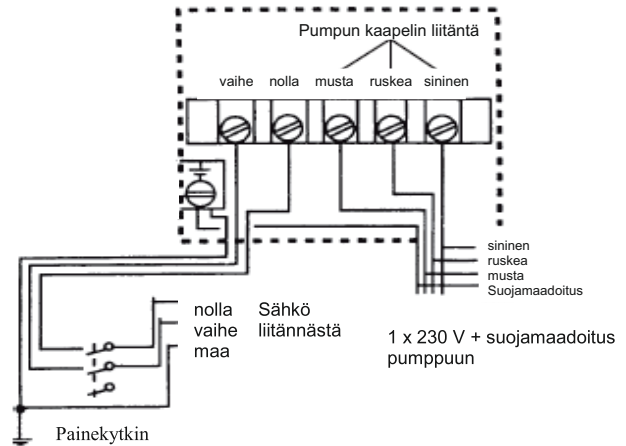 Pumpun kaapelin liitäntä
vaihe nolla musta ruskea sininen
sininen
ruskea
musta
Suojamaadoitus
nolla Sähkö
vaihe liitännästä
maa
1 x 230 V + suojamaadoitus
pumppuun
Painekytkin